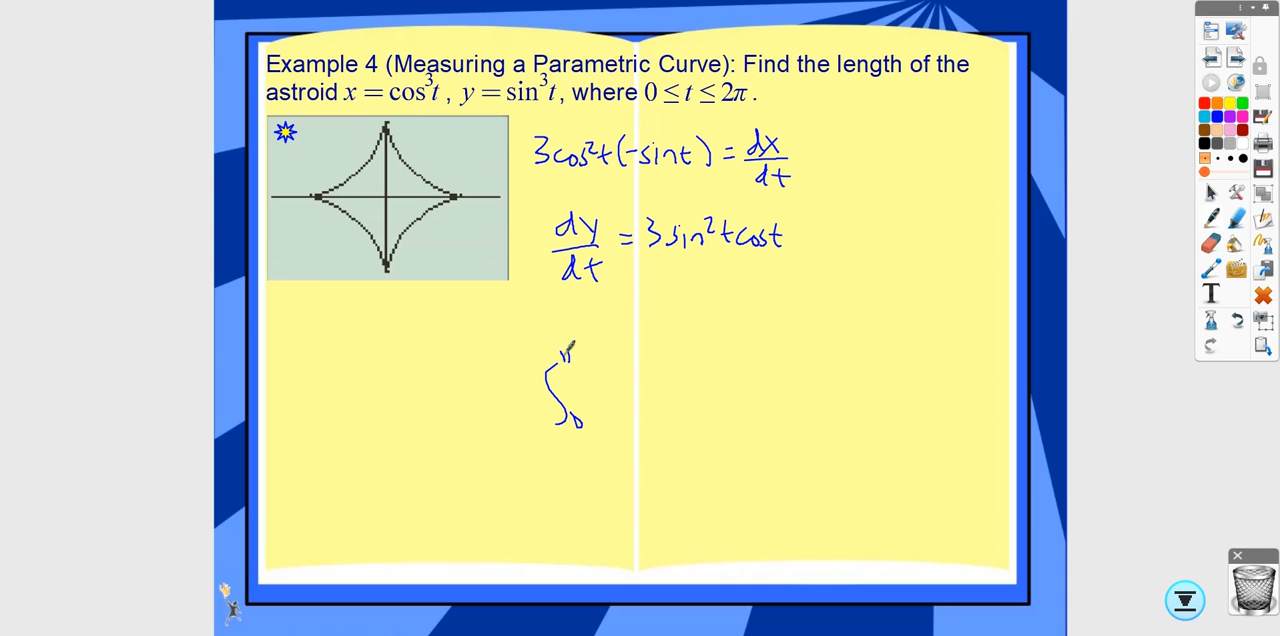 Example 4 (Measuring a Parametric Curve): Find the length of the
astroid x = cos³t , y = sin³t, where 0 ≤ t ≤ 2π .
3cos²t(-sint) = dx/dt
dy/dt = 3sin²tcost
∫
0
T